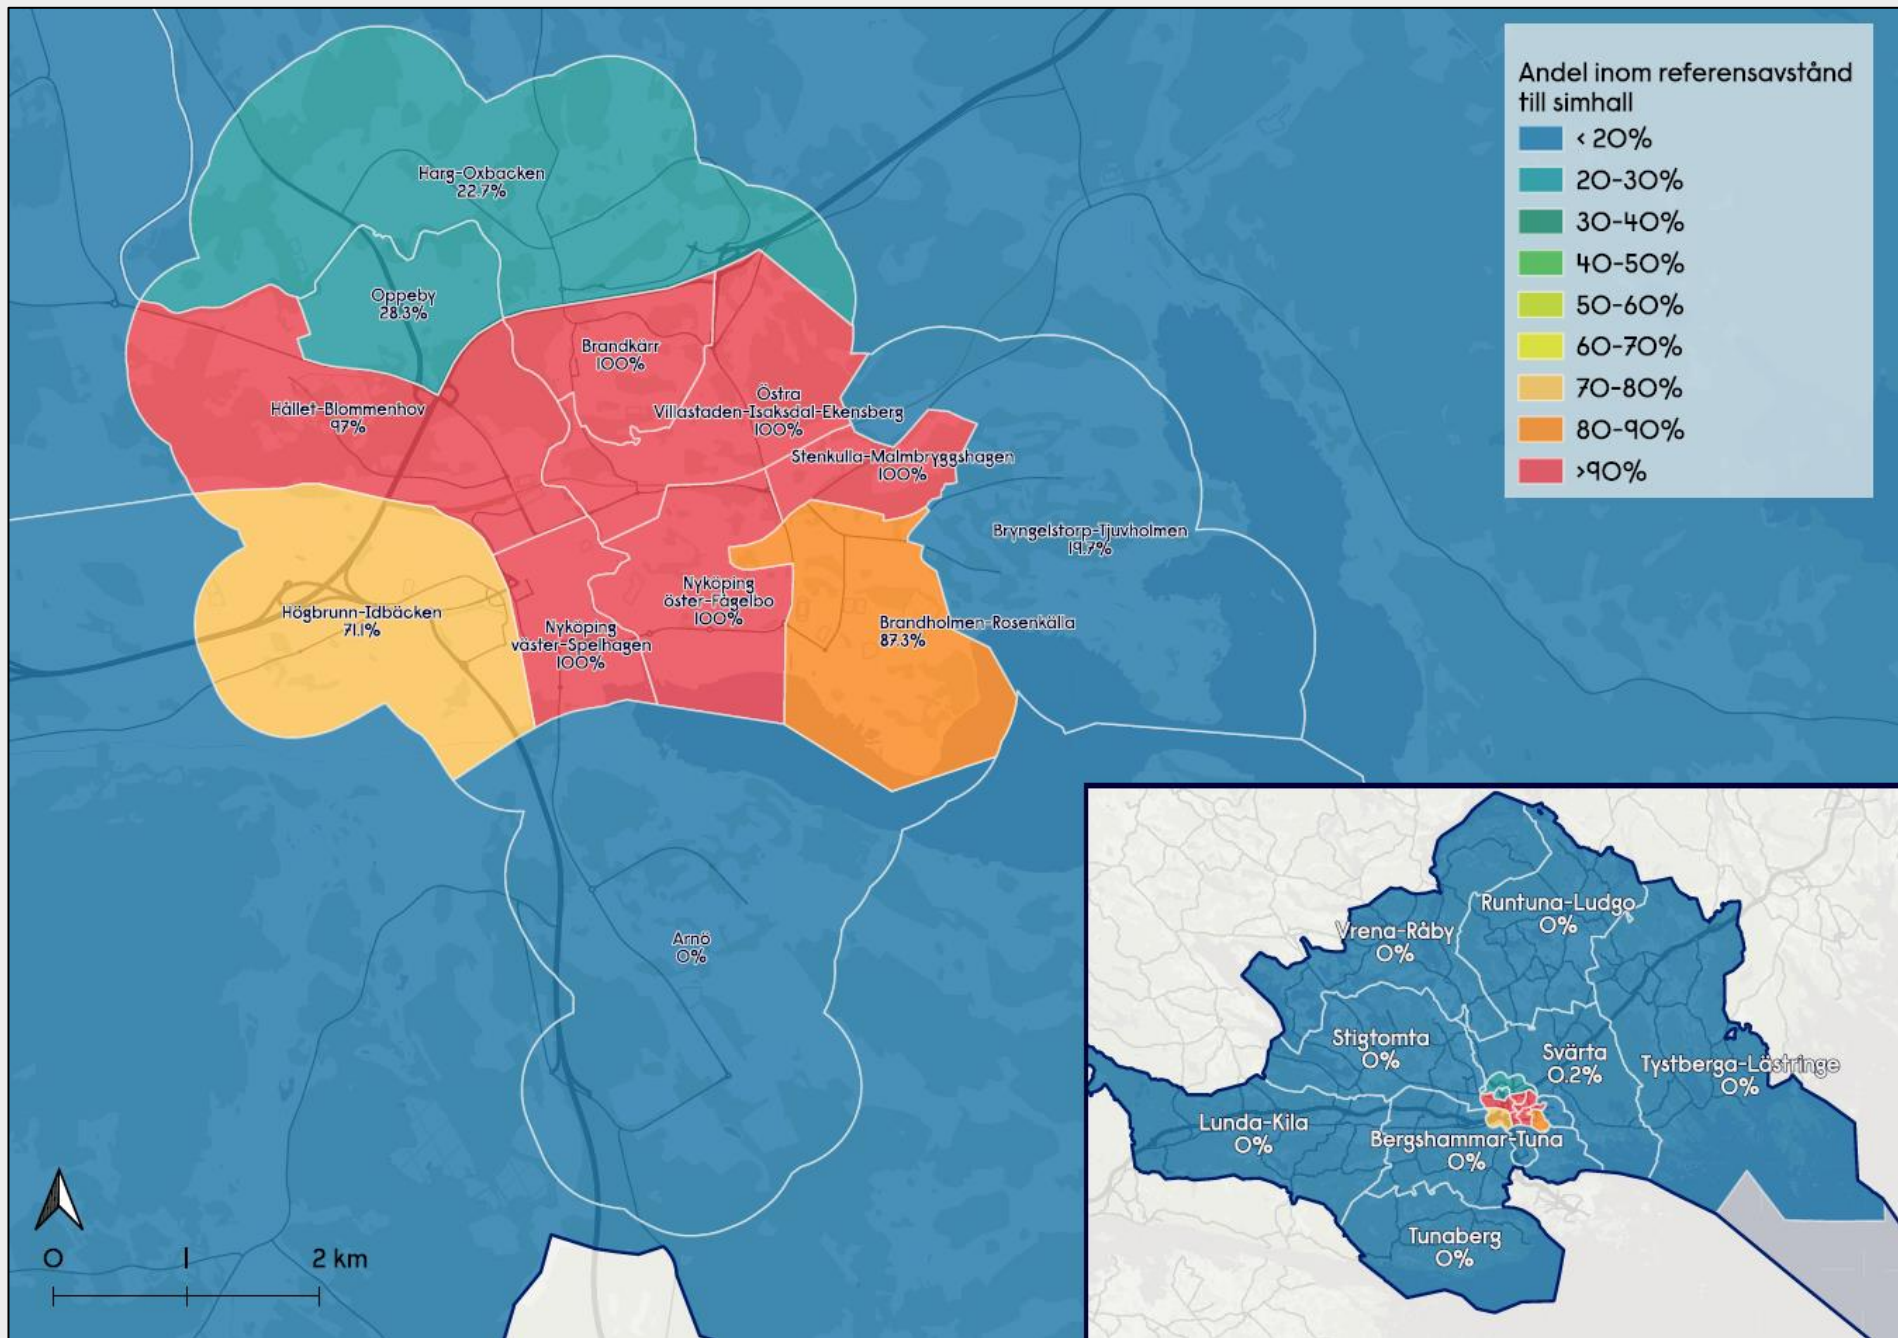 Andel inom referensavstånd
till simhall
< 20%
20-30%
30-40%
40-50%
50-60%
60-70%
70-80%
80-90%
>90%
Harg-Oxbacken
22.7%
Oppeby
28.3%
Brandkärr
100%
Hållet-Blommenhov
97%
Östra
Villastaden-Isaksdal-Ekensberg
100%
Stenkulla-Malmbryggshagen
100%
Bryngelstorp-Tjuvholmen
19.7%
Högbrunn-Idbäcken
71.1%
Nyköping
öster-Fågelbo
100%
Nyköping
väster-Spelhagen
100%
Brandholmen-Rosenkälla
87.3%
Arnö
0%
Runtuna-Ludgo
0%
Vrena-Råby
0%
Stigtomta
0%
Svärta
0.2%
Tystberga-Lästringe
0%
Lunda-Kila
0%
Bergshammar-Tuna
0%
Tunaberg
0%
0 1 2 km